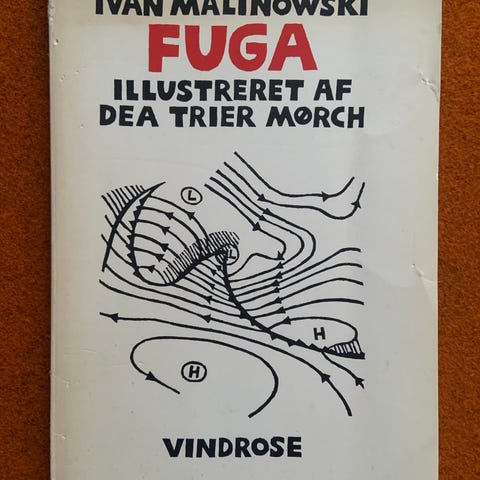 IVAN MALINOWSKI
FUGA
ILLUSTRERET AF
DEA TRIER MØRCH
L
L
H
H
VINDROSE